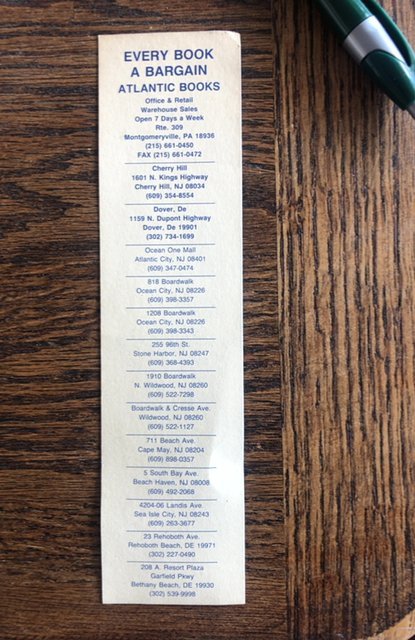 EVERY BOOK
A BARGAIN
ATLANTIC BOOKS
Office & Retail
Warehouse Sales
Open 7 Days a Week
Rte. 309
Montgomeryville, PA 18936
(215) 661-0450
FAX (215) 661-0472
Cherry Hill
1601 N. Kings Highway
Cherry Hill, NJ 08034
(609) 354-8554
Dover, De
1159 N. Dupont Highway
Dover, De 19901
(302) 734-1699
Ocean One Mall
Atlantic City, NJ 08401
(609) 347-0474
818 Boardwalk
Ocean City, NJ 08226
(609) 398-3357
1208 Boardwalk
Ocean City, NJ 08226
(609) 398-3343
255 96th St.
Stone Harbor, NJ 08247
(609) 368-4393
1910 Boardwalk
N. Wildwood, NJ 08260
(609) 522-7298
Boardwalk & Cresse Ave.
Wildwood, NJ 08260
(609) 522-1127
711 Beach Ave.
Cape May, NJ 08204
(609) 898-0357
5 South Bay Ave.
Beach Haven, NJ 08008
(609) 492-2068
4204-06 Landis Ave.
Sea Isle City, NJ 08243
(609) 263-3677
23 Rehoboth Ave.
Rehoboth Beach, DE 19971
(302) 227-0490
208 A. Resort Plaza
Garfield Pkwy
Bethany Beach, DE 19930
(302) 539-9998